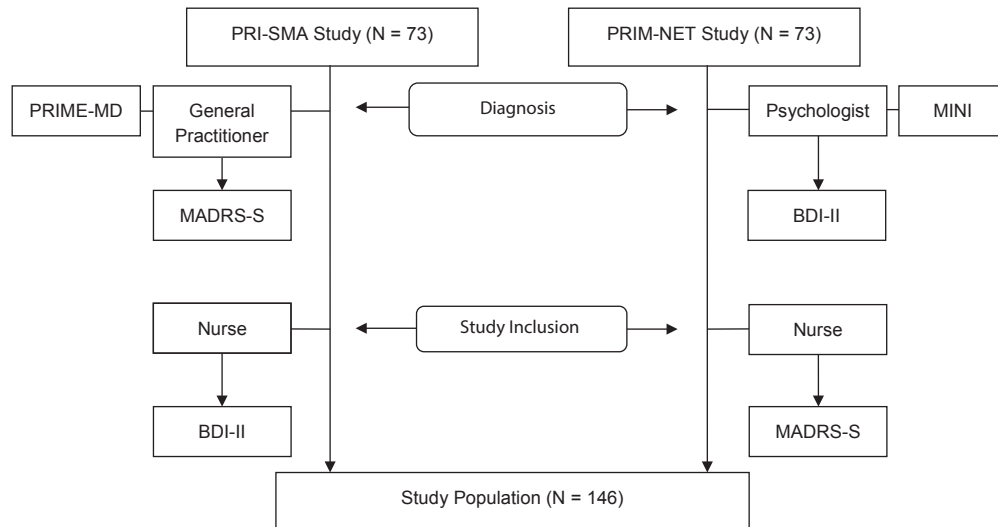 PRI-SMA Study (N = 73)
PRIM-NET Study (N = 73)
PRIME-MD
General
Practitioner
Diagnosis
Psychologist
MINI
MADRS-S
BDI-II
Nurse
Study Inclusion
Nurse
BDI-II
MADRS-S
Study Population (N = 146)